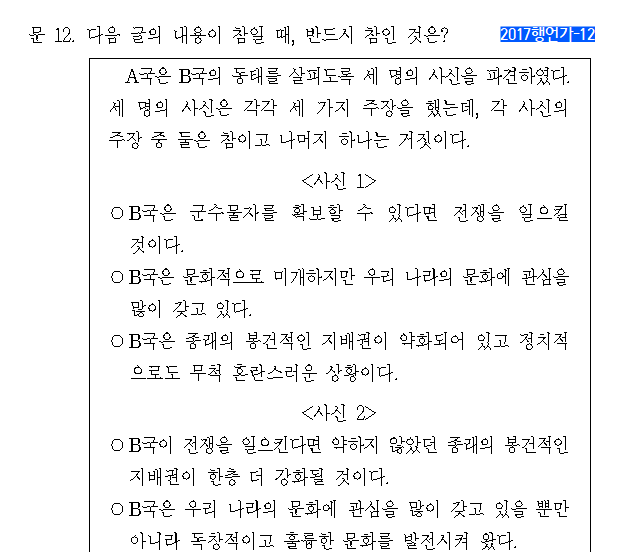 문 12. 다음 글의 내용이 참일 때, 반드시 참인 것은? 2017행언가-12
A국은 B국의 동태를 살피도록 세 명의 사신을 파견하였다.
세 명의 사신은 각각 세 가지 주장을 했는데, 각 사신의
주장 중 둘은 참이고 나머지 하나는 거짓이다.
<사신 1>
○ B국은 군수물자를 확보할 수 있다면 전쟁을 일으킬
것이다.
○ B국은 문화적으로 미개하지만 우리 나라의 문화에 관심을
많이 갖고 있다.
○ B국은 종래의 봉건적인 지배권이 약화되어 있고 정치적
으로도 무척 혼란스러운 상황이다.
<사신 2>
○ B국이 전쟁을 일으킨다면 약하지 않았던 종래의 봉건적인
지배권이 한층 더 강화될 것이다.
○ B국은 우리 나라의 문화에 관심을 많이 갖고 있을 뿐만
아니라 독창적이고 훌륭한 문화를 발전시켜 왔다.